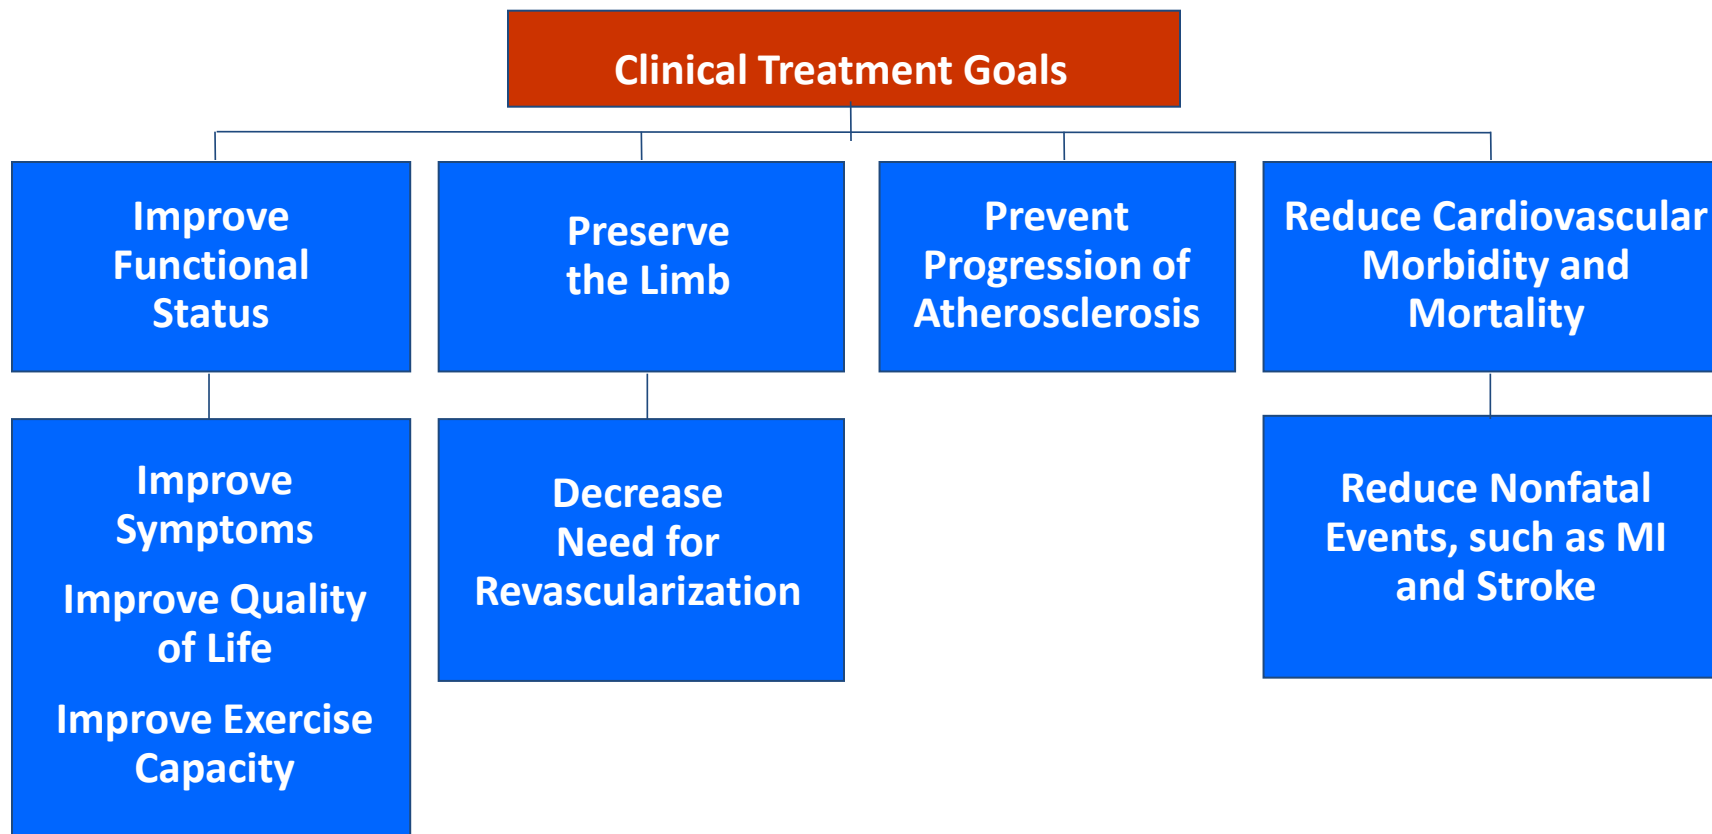 Clinical Treatment Goals
Improve
Functional
Status
Preserve
the Limb
Prevent
Progression of
Atherosclerosis
Reduce Cardiovascular
Morbidity and
Mortality
Improve
Symptoms
Improve Quality
of Life
Improve Exercise
Capacity
Decrease
Need for
Revascularization
Reduce Nonfatal
Events, such as MI
and Stroke